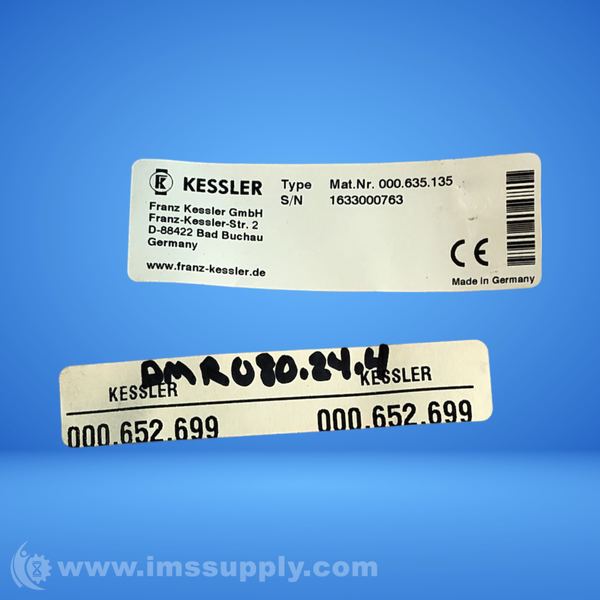 KESSLER
Franz Kessler GmbH
Franz-Kessler-Str. 2
D-88422 Bad Buchau
Germany
www.franz-kessler.de
Type Mat.Nr. 000.635.135
S/N 1633000763
CE
Made in Germany
AMR080.24.4
KESSLER KESSLER
000.652.699 000.652.699
www.imssupply.com